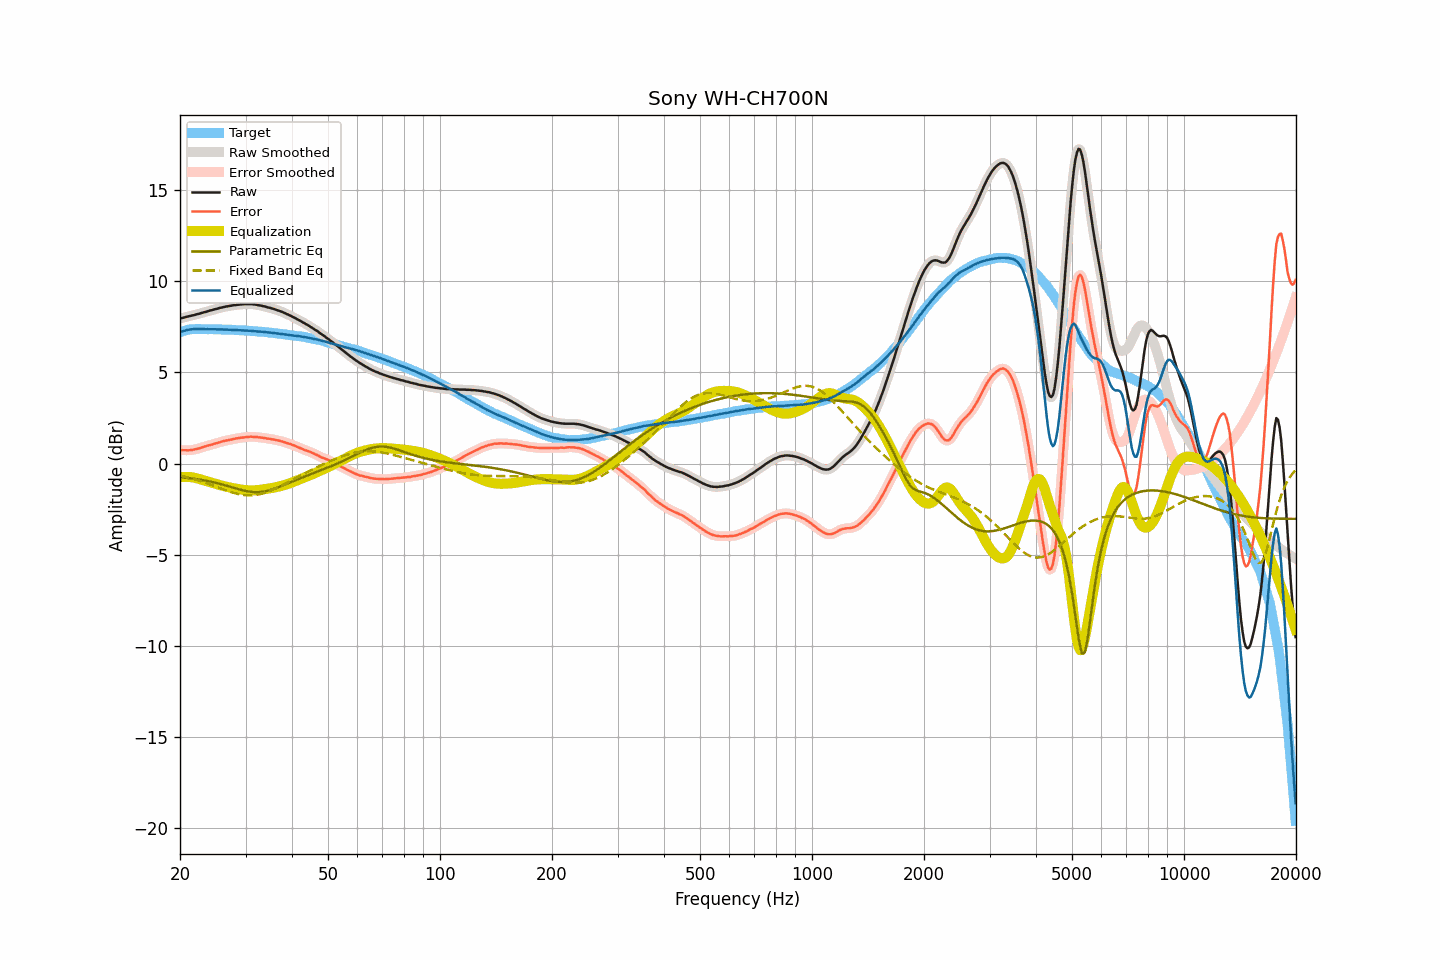 Sony WH-CH700N
Target
Raw Smoothed
Error Smoothed
Raw
Error
Equalization
Parametric Eq
Fixed Band Eq
Equalized
15
10
5
0
−5
−10
−15
−20
Amplitude (dBr)
20 50 100 200 500 1000 2000 5000 10000 20000
Frequency (Hz)